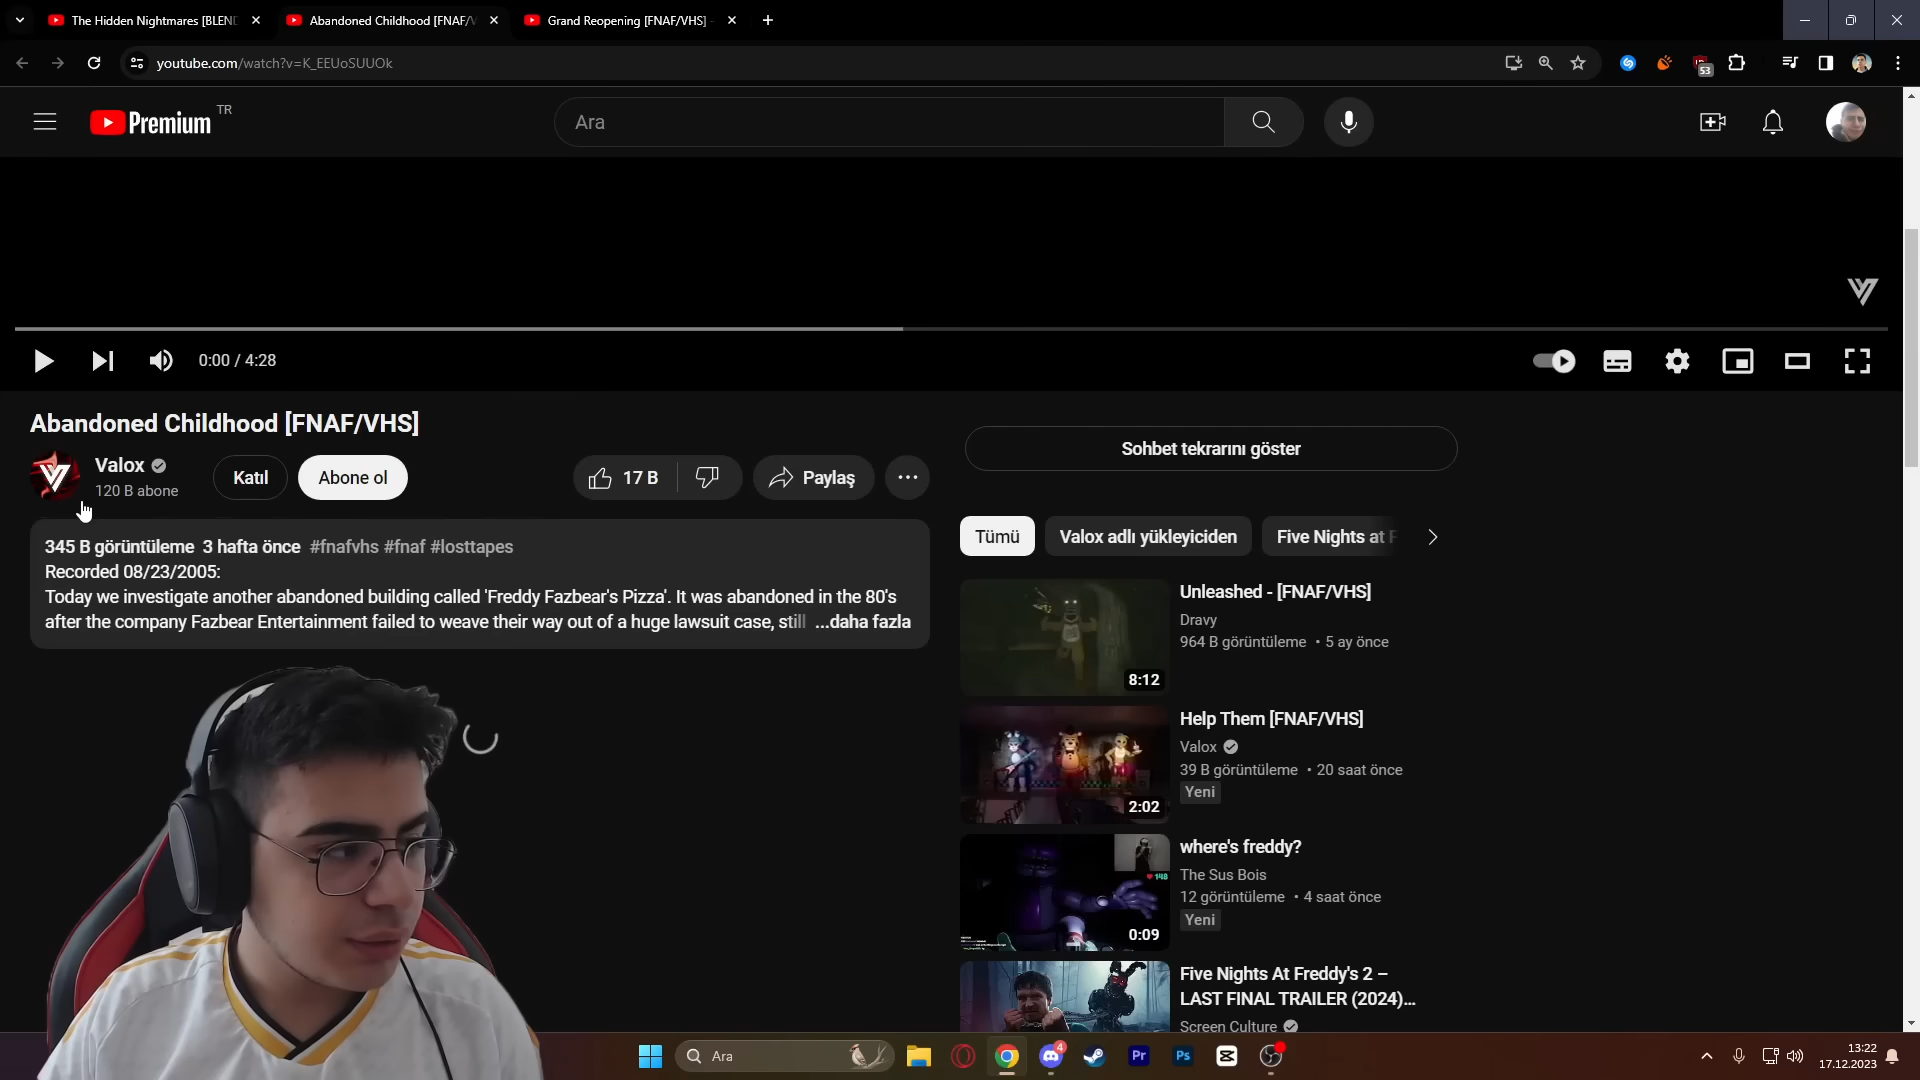 The Hidden Nightmares [BLEND
Abandoned Childhood [FNAF/V
Grand Reopening [FNAF/VHS] -
youtube.com/watch?v=K_EEUoSUUOk
53
Premium
TR
Ara
0:00 / 4:28
Abandoned Childhood [FNAF/VHS]
Valox
120 B abone
Katıl
Abone ol
17 B
Paylaş
Sohbet tekrarını göster
345 B görüntüleme 3 hafta önce #fnafvhs #fnaf #losttapes
Recorded 08/23/2005:
Today we investigate another abandoned building called 'Freddy Fazbear's Pizza'. It was abandoned in the 80's
after the company Fazbear Entertainment failed to weave their way out of a huge lawsuit case, still ...daha fazla
Tümü
Valox adlı yükleyiciden
Five Nights at F
Unleashed - [FNAF/VHS]
Dravy
964 B görüntüleme • 5 ay önce
8:12
Help Them [FNAF/VHS]
Valox
39 B görüntüleme • 20 saat önce
Yeni
2:02
where's freddy?
The Sus Bois
12 görüntüleme • 4 saat önce
Yeni
148
0:09
Five Nights At Freddy's 2 –
LAST FINAL TRAILER (2024)...
Screen Culture
Ara
4
Pr
Ps
13:22
17.12.2023